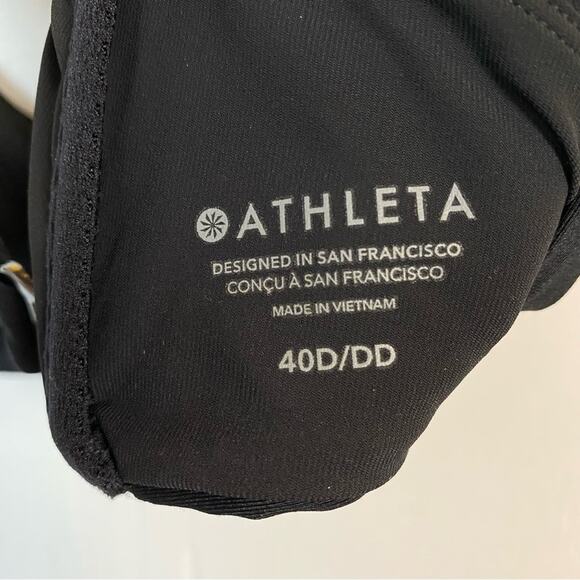 ATHLETA
DESIGNED IN SAN FRANCISCO
CONÇU À SAN FRANCISCO
MADE IN VIETNAM
40D/DD